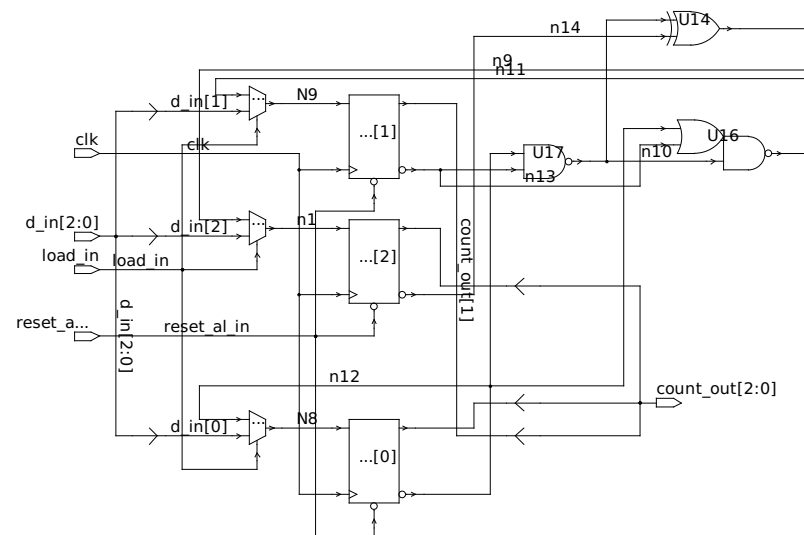 n14
U14
n9
n11
...
d_in[1]
N9
...[1]
clk
clk
U17
n10
U16
n13
d_in[2:0]
d_in[2]
...
n1
load_in
load_in
...[2]
count_out[1]
d_in[2:0]
reset_a...
reset_al_in
n12
count_out[2:0]
d_in[0]
...
N8
...[0]